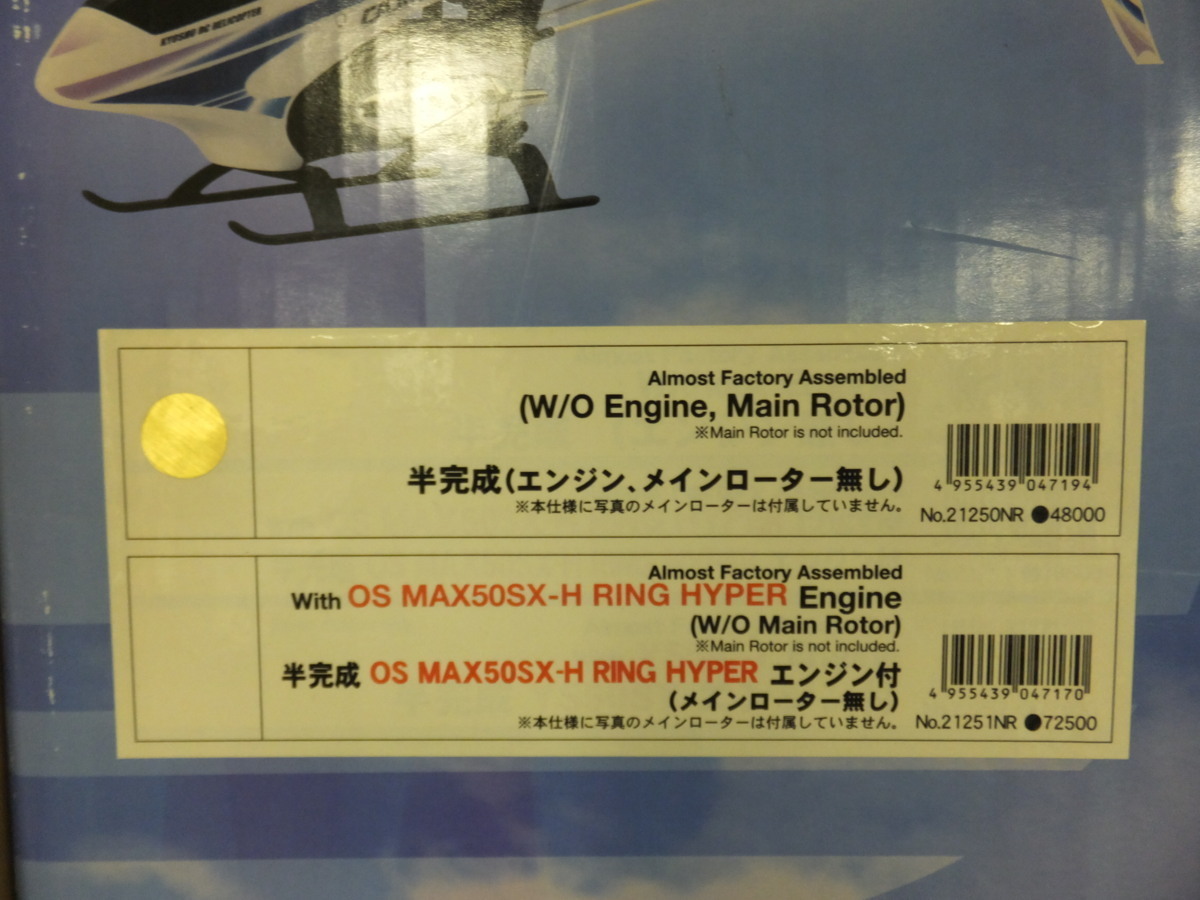 KYOSHO RC HELICOPTER
Almost Factory Assembled
(W/O Engine, Main Rotor)
※Main Rotor is not included.
半完成(エンジン、メインローター無し)
※本仕様に写真のメインローターは付属していません。
4 955439 047194
No.21250NR ●48000
Almost Factory Assembled
With OS MAX50SX-H RING HYPER Engine
(W/O Main Rotor)
※Main Rotor is not included.
半完成 OS MAX50SX-H RING HYPER エンジン付
(メインローター無し)
※本仕様に写真のメインローターは付属していません。
4 955439 047170
No.21251NR ●72500